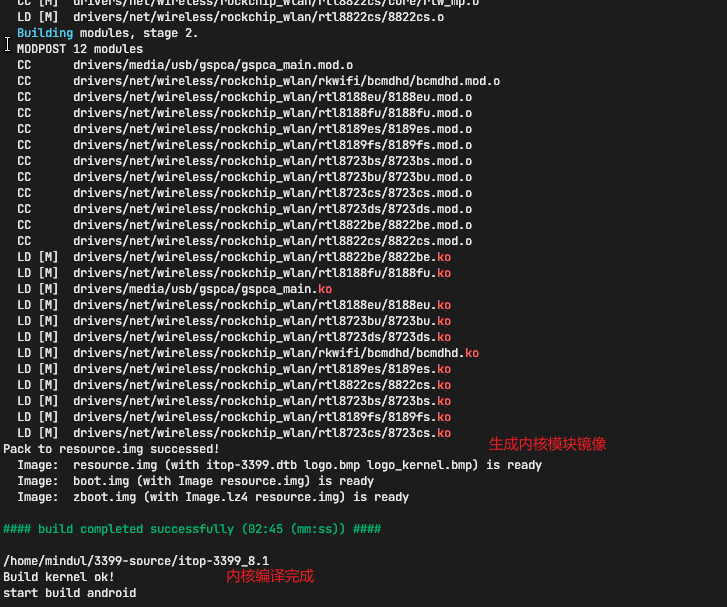 CC [M]  drivers/net/wireless/rockchip_wlan/rtl8822cs/core/rtw_mp.o
LD [M]  drivers/net/wireless/rockchip_wlan/rtl8822cs/8822cs.o
Building modules, stage 2.
MODPOST 12 modules
CC      drivers/media/usb/gspca/gspca_main.mod.o
CC      drivers/net/wireless/rockchip_wlan/rkwifi/bcmdhd/bcmdhd.mod.o
CC      drivers/net/wireless/rockchip_wlan/rtl8188eu/8188eu.mod.o
CC      drivers/net/wireless/rockchip_wlan/rtl8188fu/8188fu.mod.o
CC      drivers/net/wireless/rockchip_wlan/rtl8189es/8189es.mod.o
CC      drivers/net/wireless/rockchip_wlan/rtl8189fs/8189fs.mod.o
CC      drivers/net/wireless/rockchip_wlan/rtl8723bs/8723bs.mod.o
CC      drivers/net/wireless/rockchip_wlan/rtl8723bu/8723bu.mod.o
CC      drivers/net/wireless/rockchip_wlan/rtl8723cs/8723cs.mod.o
CC      drivers/net/wireless/rockchip_wlan/rtl8723ds/8723ds.mod.o
CC      drivers/net/wireless/rockchip_wlan/rtl8822be/8822be.mod.o
CC      drivers/net/wireless/rockchip_wlan/rtl8822cs/8822cs.mod.o
LD [M]  drivers/net/wireless/rockchip_wlan/rtl8822be/8822be.ko
LD [M]  drivers/net/wireless/rockchip_wlan/rtl8188fu/8188fu.ko
LD [M]  drivers/media/usb/gspca/gspca_main.ko
LD [M]  drivers/net/wireless/rockchip_wlan/rtl8188eu/8188eu.ko
LD [M]  drivers/net/wireless/rockchip_wlan/rtl8723bu/8723bu.ko
LD [M]  drivers/net/wireless/rockchip_wlan/rtl8723ds/8723ds.ko
LD [M]  drivers/net/wireless/rockchip_wlan/rkwifi/bcmdhd/bcmdhd.ko
LD [M]  drivers/net/wireless/rockchip_wlan/rtl8189es/8189es.ko
LD [M]  drivers/net/wireless/rockchip_wlan/rtl8822cs/8822cs.ko
LD [M]  drivers/net/wireless/rockchip_wlan/rtl8723bs/8723bs.ko
LD [M]  drivers/net/wireless/rockchip_wlan/rtl8189fs/8189fs.ko
LD [M]  drivers/net/wireless/rockchip_wlan/rtl8723cs/8723cs.ko
生成内核模块镜像
Pack to resource.img successed!
Image:  resource.img (with itop-3399.dtb logo.bmp logo_kernel.bmp) is ready
Image:  boot.img (with Image resource.img) is ready
Image:  zboot.img (with Image.lz4 resource.img) is ready
#### build completed successfully (02:45 (mm:ss)) ####
/home/mindul/3399-source/itop-3399_8.1
Build kernel ok!
内核编译完成
start build android